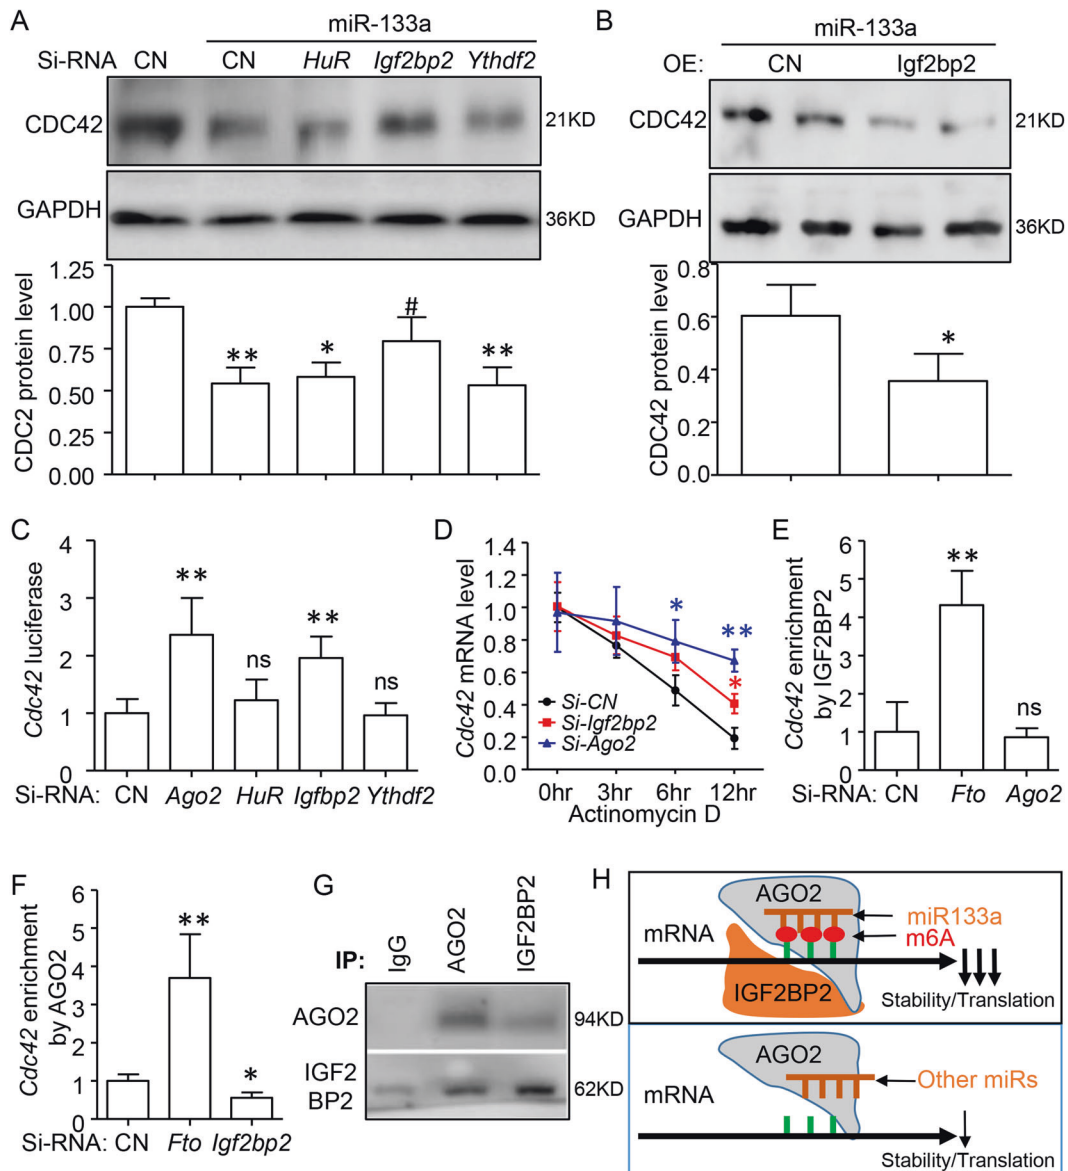 A
miR-133a
Si-RNA CN CN HuR Igf2bp2 Ythdf2
CDC42
21KD
GAPDH
36KD
CDC2 protein level
1.25
1.00
0.75
0.50
0.25
0.00
**
*
#
**
B
miR-133a
OE: CN Igf2bp2
CDC42
21KD
GAPDH
36KD
CDC42 protein level
0.8
0.6
0.4
0.2
0.0
*
C
Cdc42 luciferase
4
3
2
1
0
**
ns
**
ns
Si-RNA: CN Ago2 HuR Igfbp2 Ythdf2
D
Cdc42 mRNA level
1.4
1.2
1.0
0.8
0.6
0.4
0.2
0.0
*
**
*
Si-CN
Si-Igf2bp2
Si-Ago2
0hr 3hr 6hr 12hr
Actinomycin D
E
Cdc42 enrichment
by IGF2BP2
6
5
4
3
2
1
0
**
ns
Si-RNA: CN Fto Ago2
F
Cdc42 enrichment
by AGO2
6
5
4
3
2
1
0
**
*
Si-RNA: CN Fto Igf2bp2
G
IP: IgG AGO2 IGF2BP2
AGO2
94KD
IGF2
BP2
62KD
H
AGO2
miR133a
m6A
mRNA
IGF2BP2
Stability/Translation
AGO2
Other miRs
mRNA
Stability/Translation